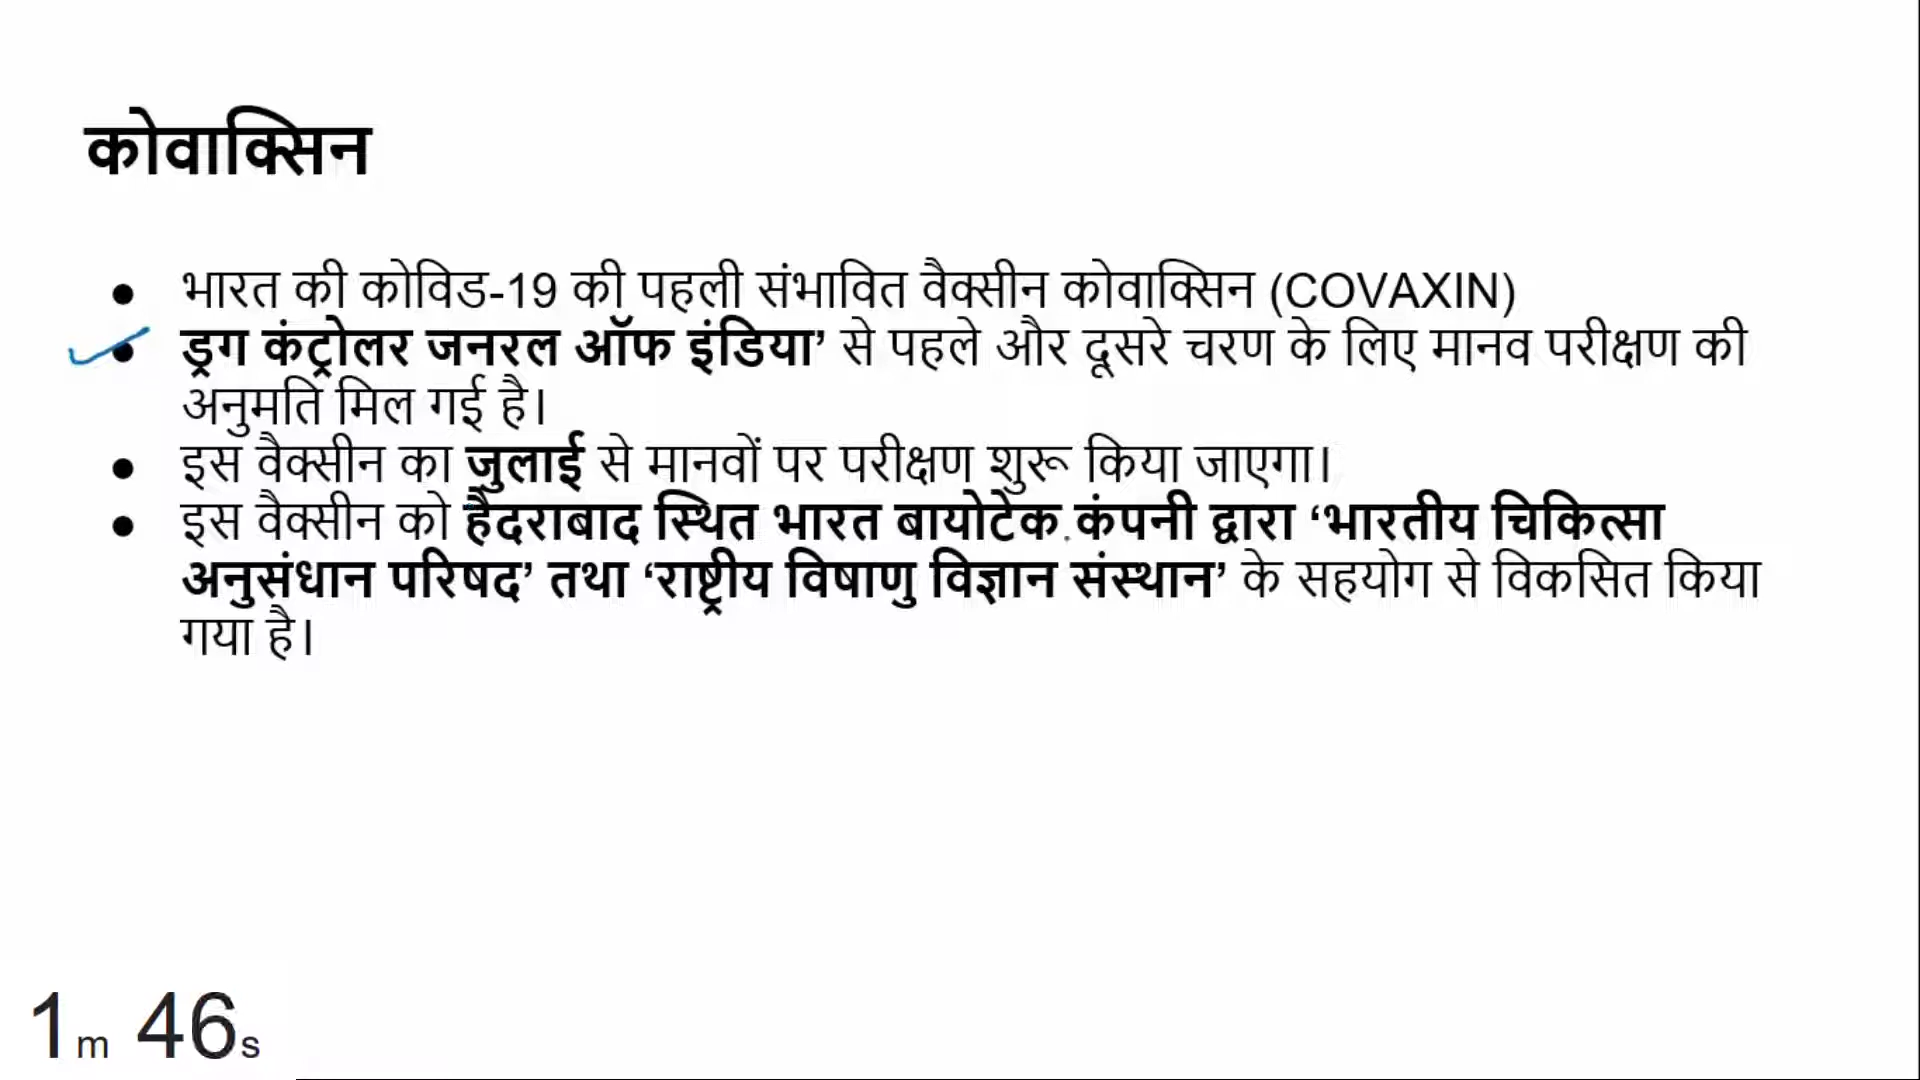 कोवाक्सिन
● भारत की कोविड-19 की पहली संभावित वैक्सीन कोवाक्सिन (COVAXIN)
● ड्रग कंट्रोलर जनरल ऑफ इंडिया’ से पहले और दूसरे चरण के लिए मानव परीक्षण की
अनुमति मिल गई है।
● इस वैक्सीन का जुलाई से मानवों पर परीक्षण शुरू किया जाएगा।
● इस वैक्सीन को हैदराबाद स्थित भारत बायोटेक कंपनी द्वारा ‘भारतीय चिकित्सा
अनुसंधान परिषद’ तथा ‘राष्ट्रीय विषाणु विज्ञान संस्थान’ के सहयोग से विकसित किया
गया है।
1m 46s